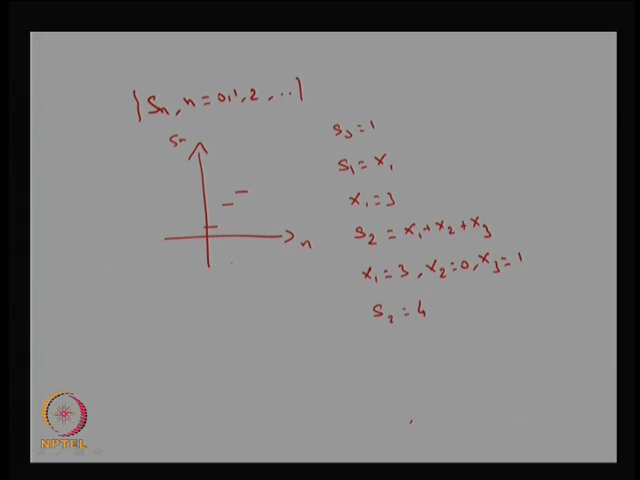 {Sn, n = 0,1,2,...}
Sn
n
S3 = 1
S1 = X1
X1 = 3
S2 = X1 + X2 + X3
X1 = 3, X2 = 0, X3 = 1
S2 = 4
NPTEL